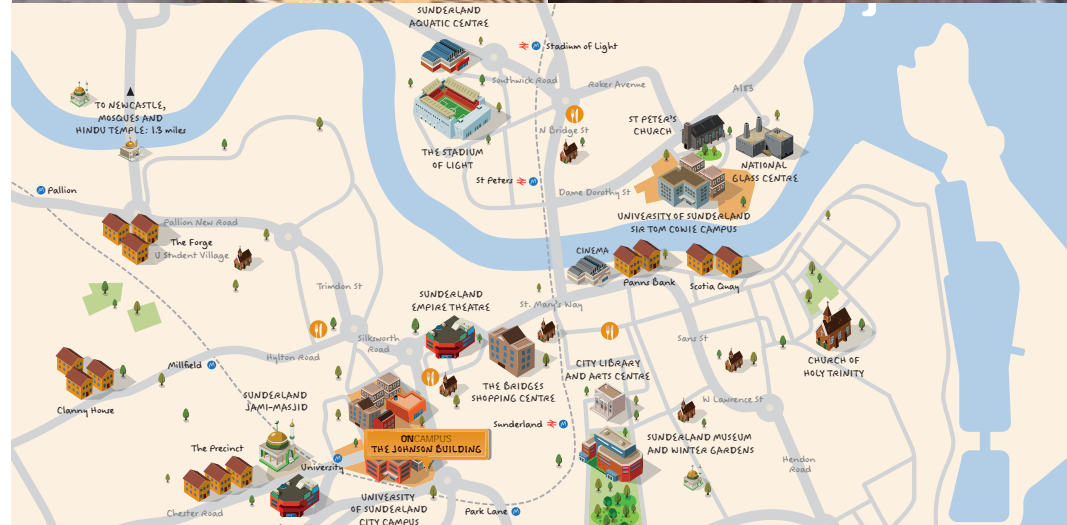 SUNDERLAND
AQUATIC CENTRE
Stadium of Light
Southwick Road
Roker Avenue
A183
TO NEWCASTLE,
MOSQUES AND
HINDU TEMPLE: 1.3 miles
N Bridge St
ST PETER'S
CHURCH
THE STADIUM
OF LIGHT
NATIONAL
GLASS CENTRE
St Peters
Pallion
Dame Dorothy St
UNIVERSITY OF SUNDERLAND
SIR TOM COWIE CAMPUS
Pallion New Road
The Forge
U Student Village
CINEMA
Panns Bank
Scotia Quay
Trimdon St
SUNDERLAND
EMPIRE THEATRE
St. Mary's Way
Silksworth
Road
Sans St
Hylton Road
Millfield
CITY LIBRARY
AND ARTS CENTRE
CHURCH OF
HOLY TRINITY
THE BRIDGES
SHOPPING CENTRE
Clanny House
SUNDERLAND
JAMI-MASJID
W Lawrence St
Sunderland
SUNDERLAND MUSEUM
AND WINTER GARDENS
ONCAMPUS
THE JOHNSON BUILDING
The Precinct
University
Hendon
Road
UNIVERSITY
OF SUNDERLAND
CITY CAMPUS
Park Lane
Chester Road